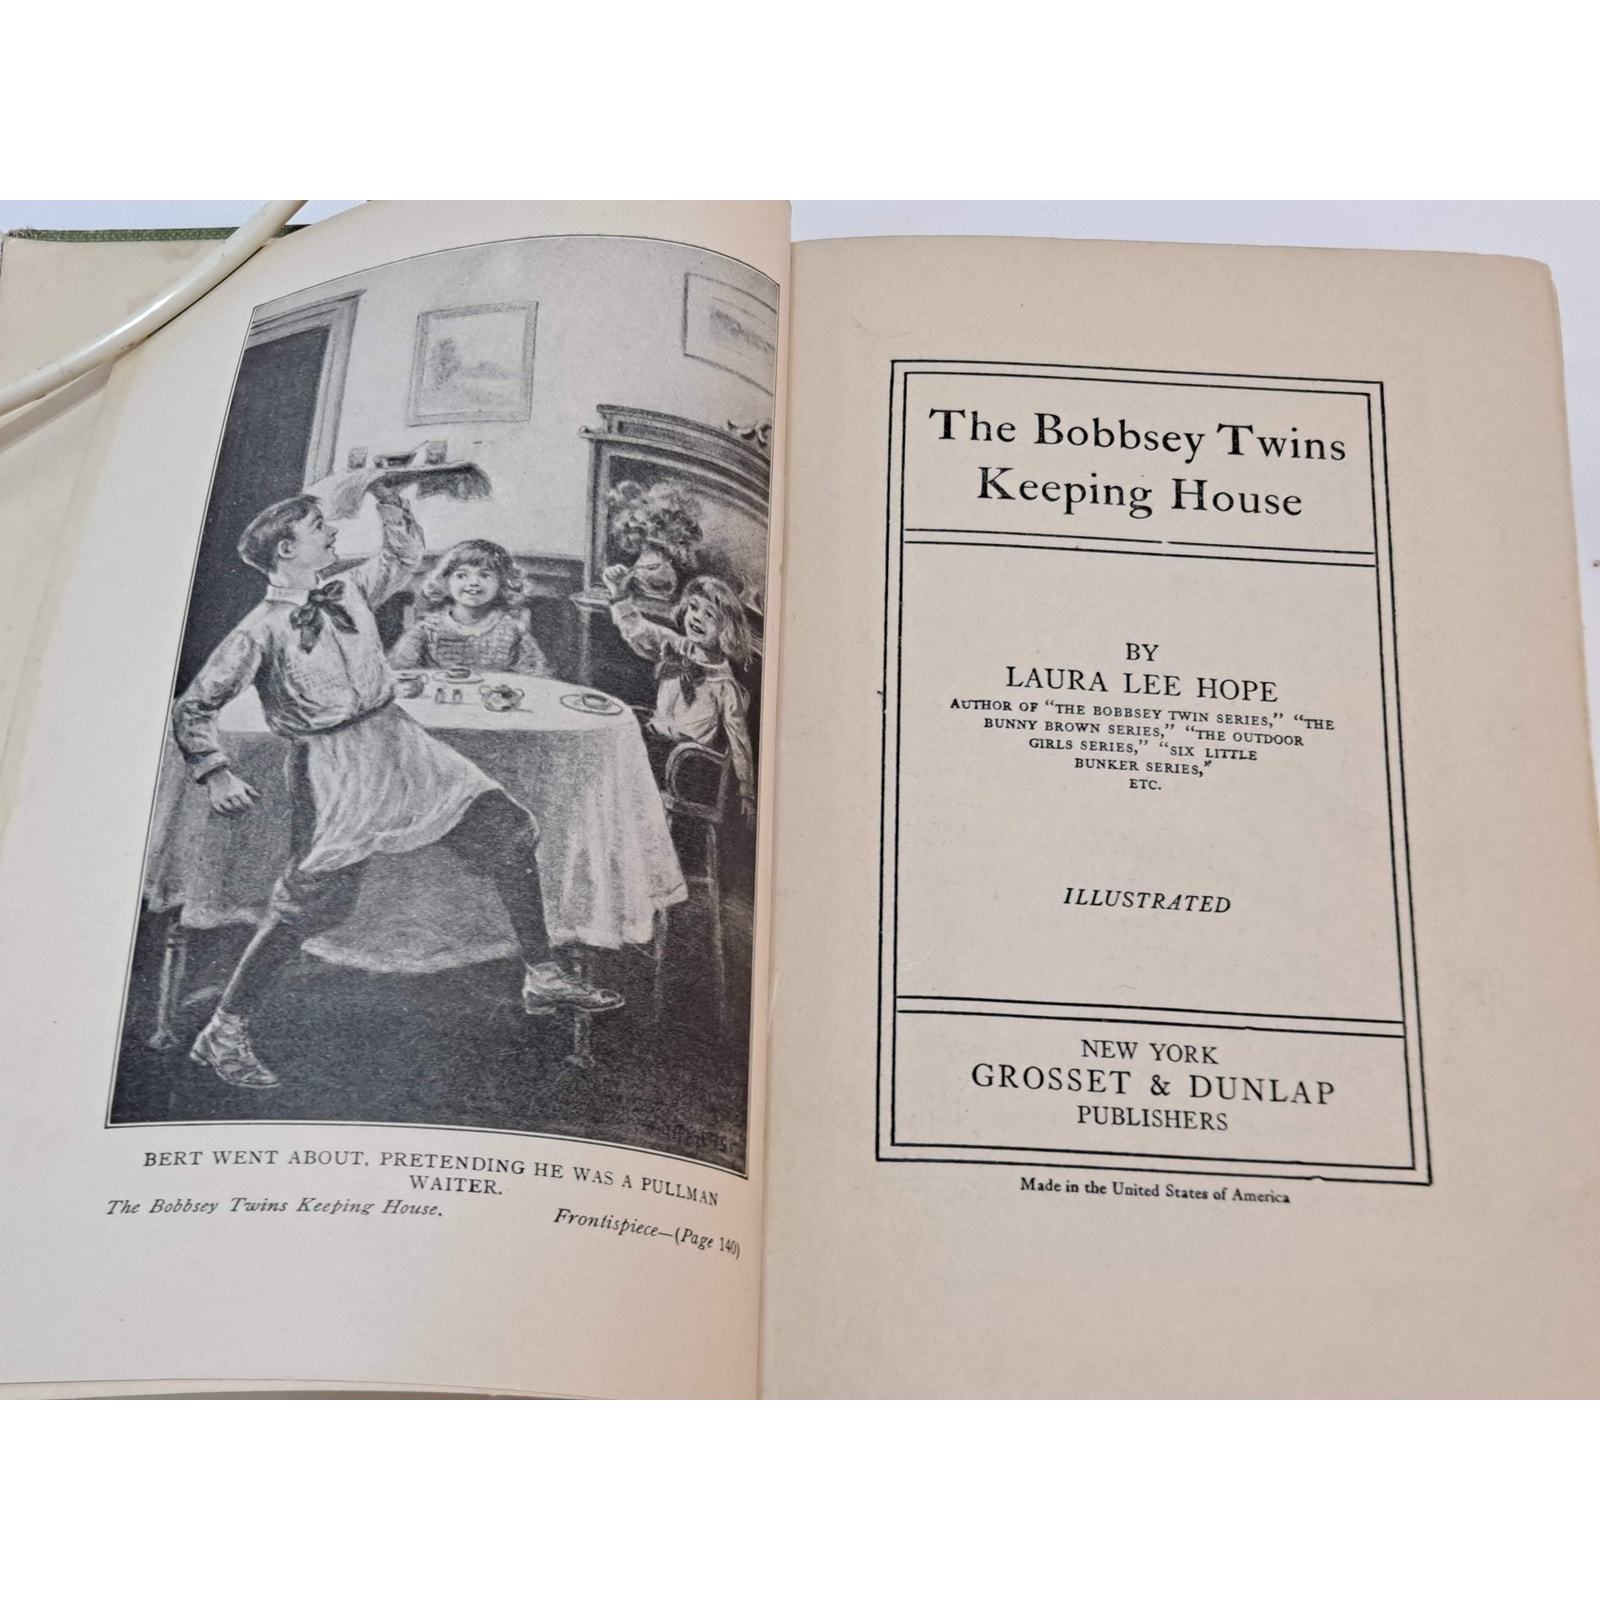 BERT WENT ABOUT, PRETENDING HE WAS A PULLMAN
WAITER.
The Bobbsey Twins Keeping House.
Frontispiece—(Page 140)
The Bobbsey Twins
Keeping House
BY
LAURA LEE HOPE
AUTHOR OF "THE BOBBSEY TWIN SERIES," "THE
BUNNY BROWN SERIES," "THE OUTDOOR
GIRLS SERIES," "SIX LITTLE
BUNKER SERIES,"
ETC.
ILLUSTRATED
NEW YORK
GROSSET & DUNLAP
PUBLISHERS
Made in the United States of America